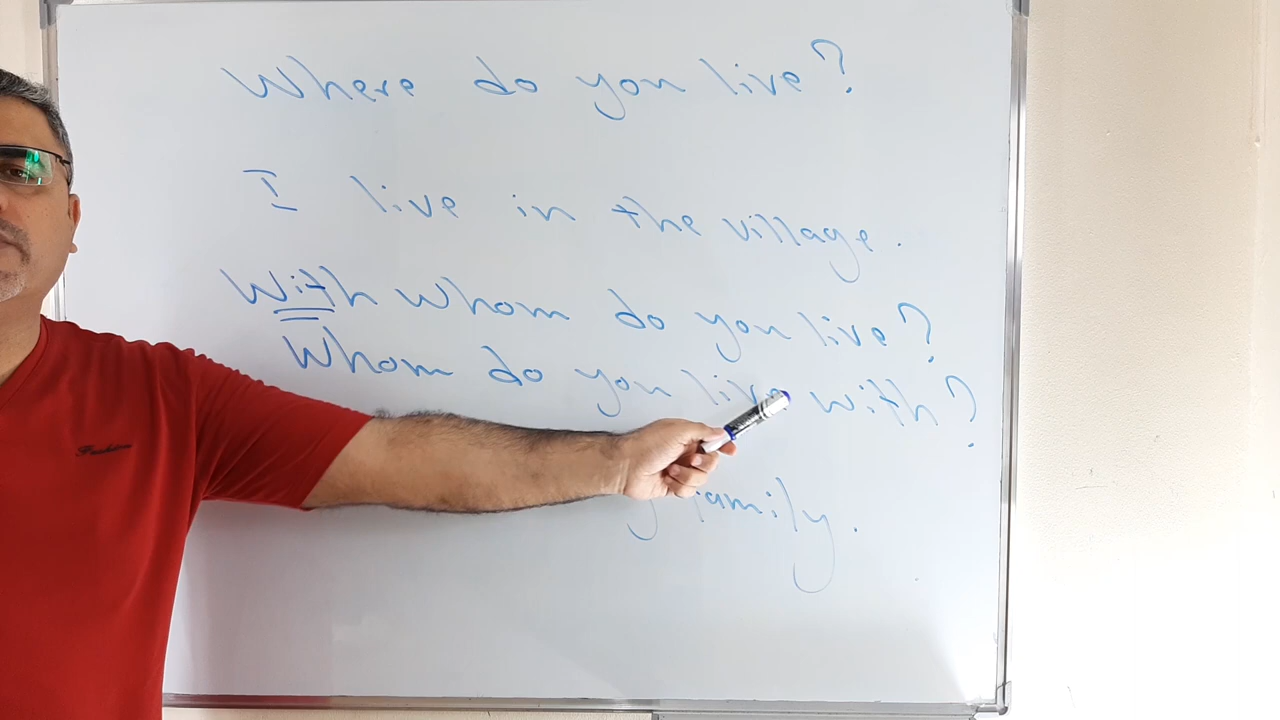 Where do you live?
I live in the village.
With whom do you live?
Whom do you live with?
family.
Fashion